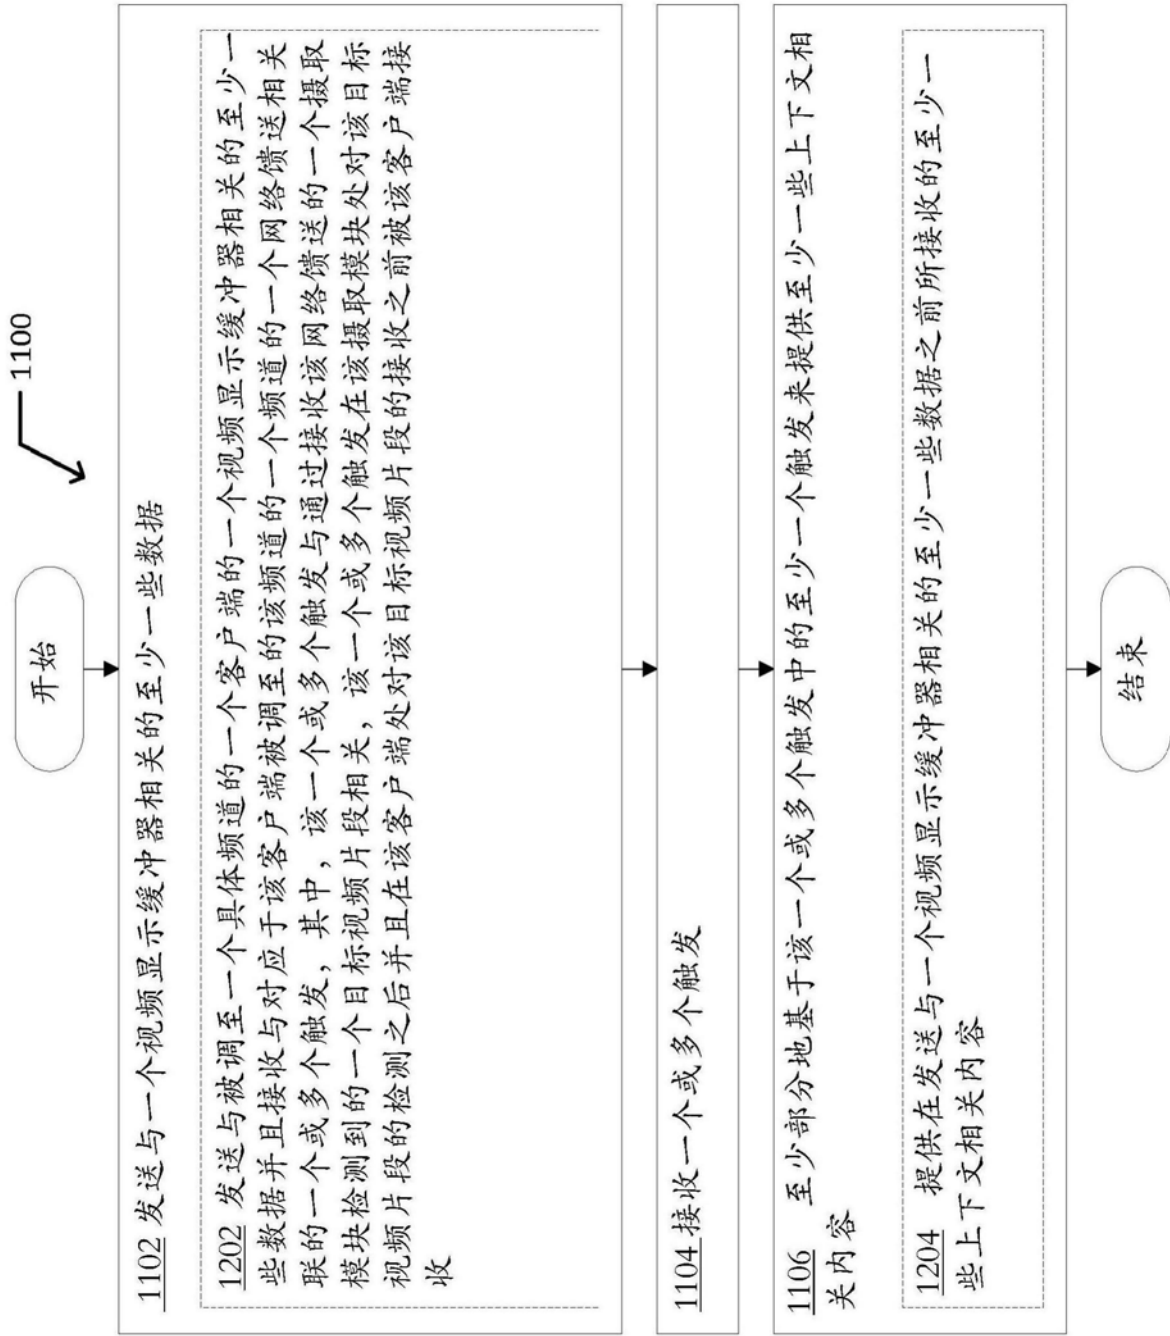 1100
开始
1102 发送与一个视频显示缓冲器相关的至少一些数据
1202 发送与被调至一个具体频道的一个客户端的一个视频显示缓冲器相关的至少一
些数据并且接收与对应于该客户端被调至的该频道的一个频道的一个网络馈送相关
联的一个或多个触发，其中，该一个或多个触发与通过接收该网络馈送的一个摄取
模块检测到的一个目标视频片段相关，该一个或多个触发在该摄取模块处对该目标
视频片段的检测之后并且在该客户端处对该目标视频片段的接收之前被该客户端接
收
1104 接收一个或多个触发
1106 至少部分地基于该一个或多个触发中的至少一个触发来提供至少一些上下文相
关内容
1204 提供在发送与一个视频显示缓冲器相关的至少一些数据之前所接收的至少一
些上下文相关内容
结束